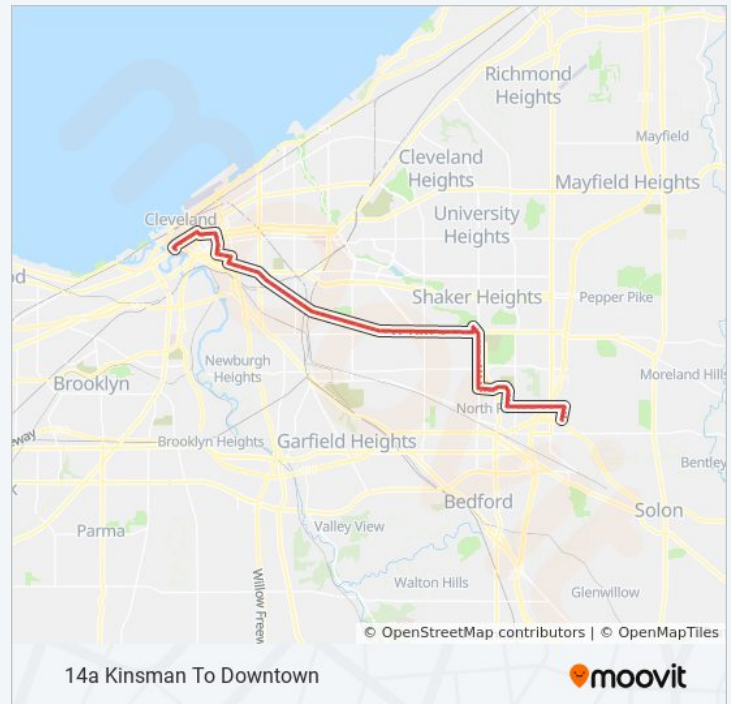 Richmond
Heights
Mayfield
Cleveland
Heights
Mayfield Heights
Cleveland
University
Heights
Shaker Heights
Pepper Pike
Newburgh
Heights
Moreland Hills
Brooklyn
North R
Brooklyn Heights
Garfield Heights
Bentley
Bedford
Solon
Parma
Valley View
Willow Freew
Walton Hills
Glenwillow
© OpenStreetMap contributors | © OpenMapTiles
14a Kinsman To Downtown
moovit